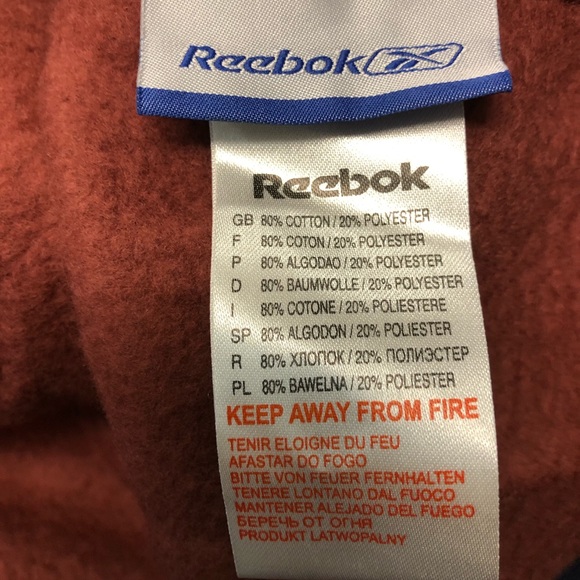 Reebok
Reebok
GB 80% COTTON / 20% POLYESTER
F 80% COTON / 20% POLYESTER
P 80% ALGODAO / 20% POLYESTER
D 80% BAUMWOLLE / 20% POLYESTER
I 80% COTONE / 20% POLIESTERE
SP 80% ALGODON / 20% POLIESTER
R 80% ХЛОПОК / 20% ПОЛИЭСТЕР
PL 80% BAWELNA / 20% POLIESTER
KEEP AWAY FROM FIRE
TENIR ELOIGNE DU FEU
AFASTAR DO FOGO
BITTE VON FEUER FERNHALTEN
TENERE LONTANO DAL FUOCO
MANTENER ALEJADO DEL FUEGO
БЕРЕЧЬ ОТ ОГНЯ
PRODUKT LATWOPALNY